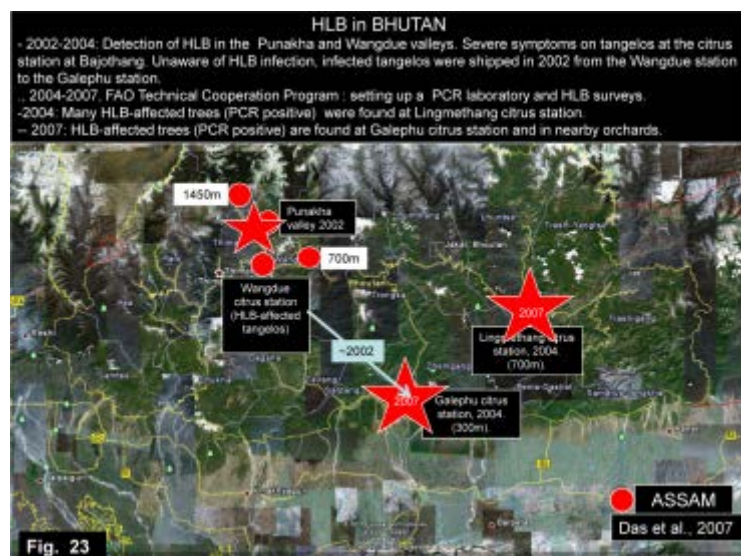 HLB in BHUTAN
- 2002-2004: Detection of HLB in the Punakha and Wangdue valleys. Severe symptoms on tangelos at the citrus
station at Bajothang. Unaware of HLB infection, infected tangelos were shipped in 2002 from the Wangdue station
to the Galephu station.
., 2004-2007, FAO Technical Cooperation Program : setting up a PCR laboratory and HLB surveys.
-2004: Many HLB-affected trees (PCR positive) were found at Lingmethang citrus station.
-- 2007: HLB-affected trees (PCR positive) are found at Galephu citrus station and in nearby orchards.
1450m
Punakha
valley 2002
700m
Wangdue
citrus station
(HLB-affected
tangelos)
~2002
2007
Lingmethang citrus
station, 2004.
(700m).
2007
Galephu citrus
station, 2004.
(300m).
ASSAM
Das et al., 2007
Fig. 23